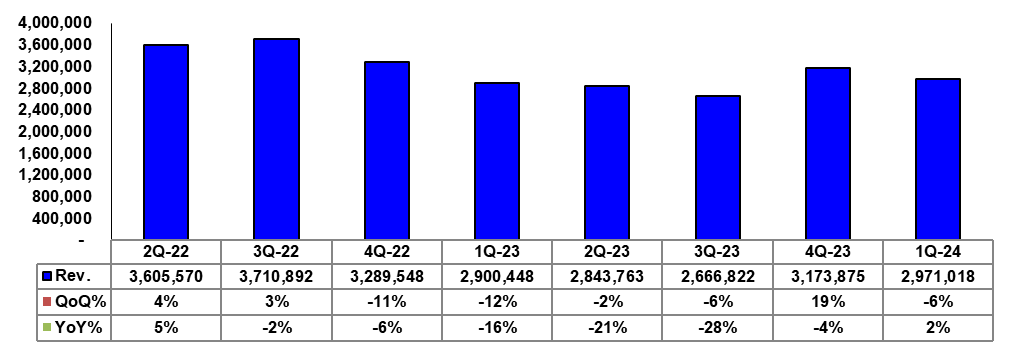 4,000,000
3,600,000
3,200,000
2,800,000
2,400,000
2,000,000
1,600,000
1,200,000
800,000
400,000
-
2Q-22 3Q-22 4Q-22 1Q-23 2Q-23 3Q-23 4Q-23 1Q-24
Rev. 3,605,570 3,710,892 3,289,548 2,900,448 2,843,763 2,666,822 3,173,875 2,971,018
QoQ% 4% 3% -11% -12% -2% -6% 19% -6%
YoY% 5% -2% -6% -16% -21% -28% -4% 2%